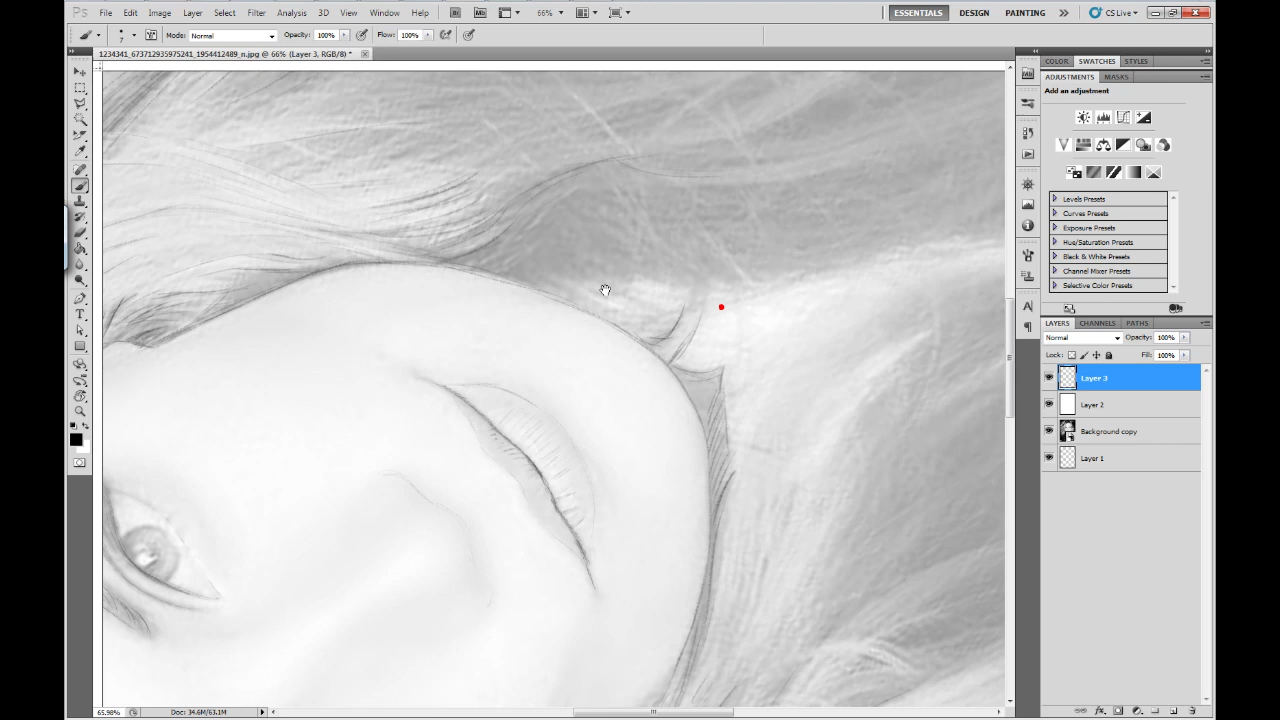 Ps File Edit Image Layer Select Filter Analysis 3D View Window Help Br Mb 66% ESSENTIALS DESIGN PAINTING CS Live
7 Mode: Normal Opacity: 100% Flow: 100%
1234341_673712935975241_1954412489_n.jpg @ 66% (Layer 3, RGB/8) *
COLOR SWATCHES STYLES
ADJUSTMENTS MASKS
Add an adjustment
Levels Presets
Curves Presets
Exposure Presets
Hue/Saturation Presets
Black & White Presets
Channel Mixer Presets
Selective Color Presets
LAYERS CHANNELS PATHS
Normal Opacity: 100%
Lock: Fill: 100%
Layer 3
Layer 2
Background copy
Layer 1
65.98% Doc: 34.6M/63.1M